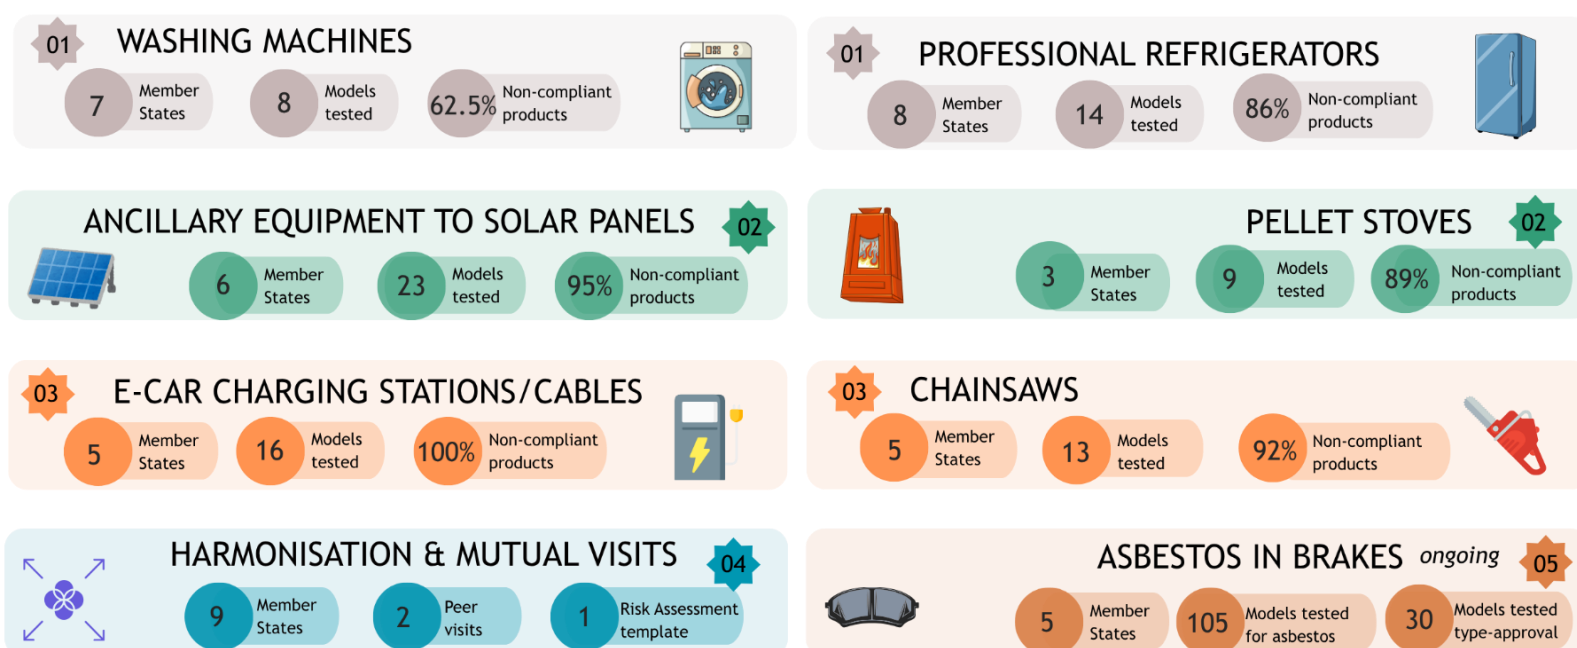 01 WASHING MACHINES
7 Member States
8 Models tested
62.5% Non-compliant products
01 PROFESSIONAL REFRIGERATORS
8 Member States
14 Models tested
86% Non-compliant products
ANCILLARY EQUIPMENT TO SOLAR PANELS 02
6 Member States
23 Models tested
95% Non-compliant products
PELLET STOVES 02
3 Member States
9 Models tested
89% Non-compliant products
03 E-CAR CHARGING STATIONS/CABLES
5 Member States
16 Models tested
100% Non-compliant products
03 CHAINSAWS
5 Member States
13 Models tested
92% Non-compliant products
HARMONISATION & MUTUAL VISITS 04
9 Member States
2 Peer visits
1 Risk Assessment template
ASBESTOS IN BRAKES ongoing 05
5 Member States
105 Models tested for asbestos
30 Models tested type-approval